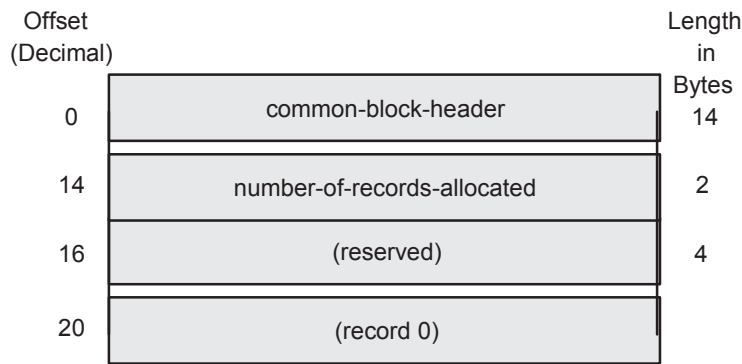 Offset
(Decimal)
Length
in
Bytes
0 common-block-header 14
14 number-of-records-allocated 2
16 (reserved) 4
20 (record 0)